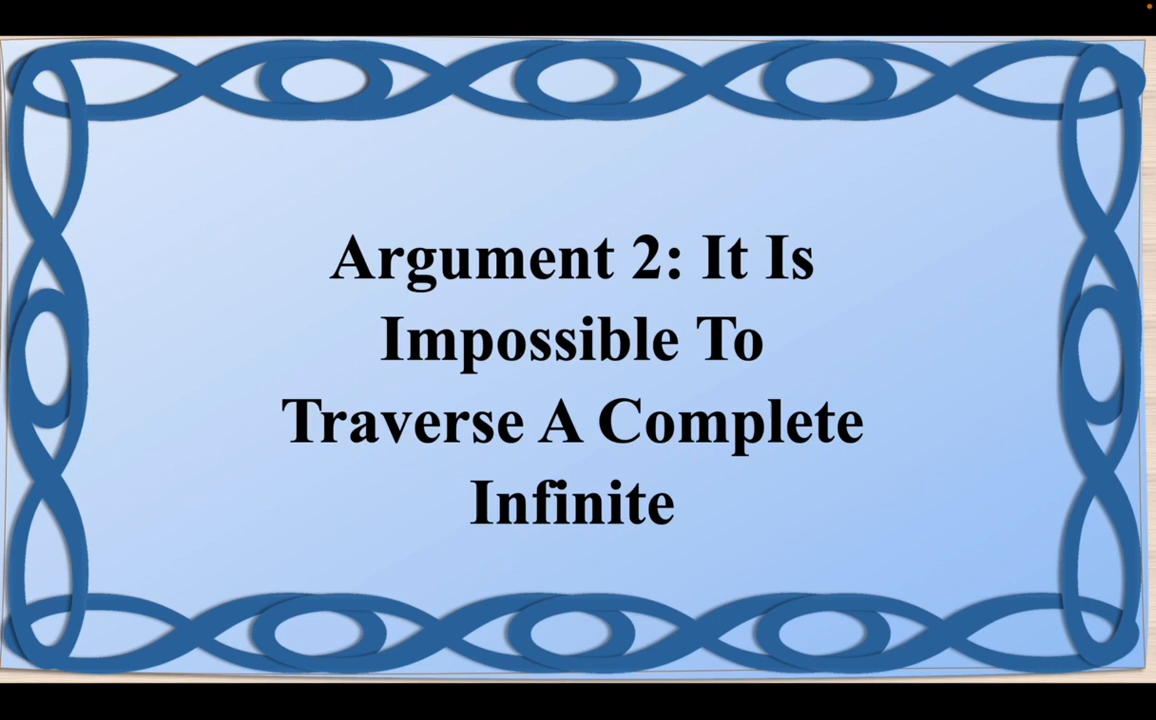 Argument 2: It Is
Impossible To
Traverse A Complete
Infinite